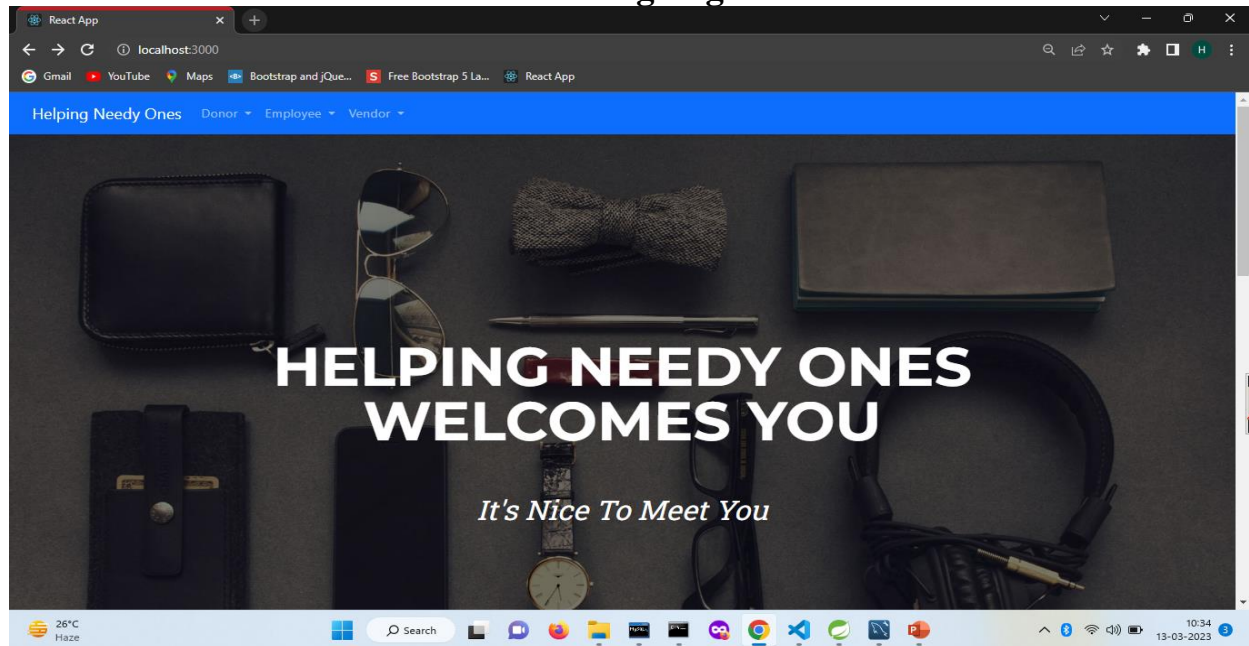 React App
localhost:3000
Gmail YouTube Maps Bootstrap and jQue... Free Bootstrap 5 La... React App
Helping Needy Ones Donor Employee Vendor
HELPING NEEDY ONES
WELCOMES YOU
It's Nice To Meet You
26°C
Haze
Search
10:34
13-03-2023
3